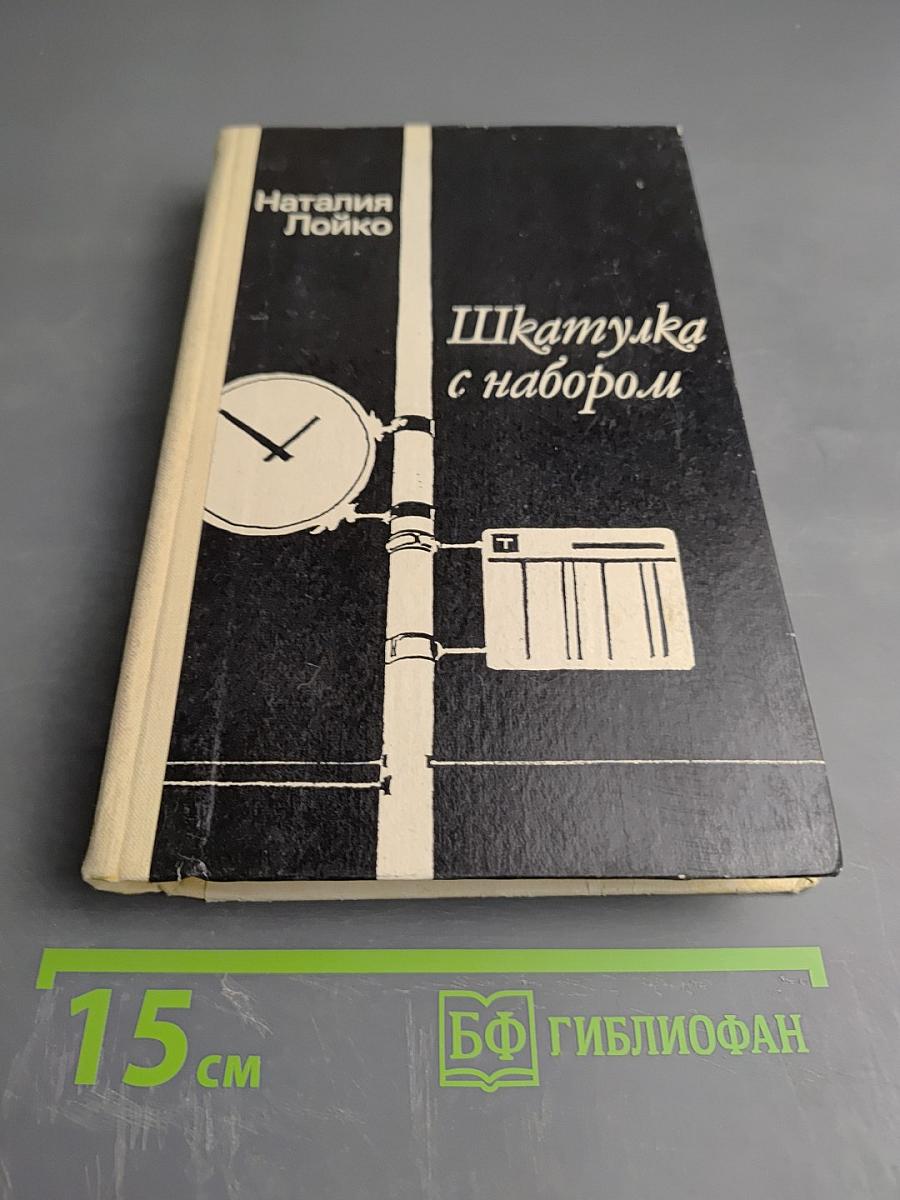 Наталия
Лойко
Шкатулка
с набором
Т
15 см
БФ ГИБЛИОФАН